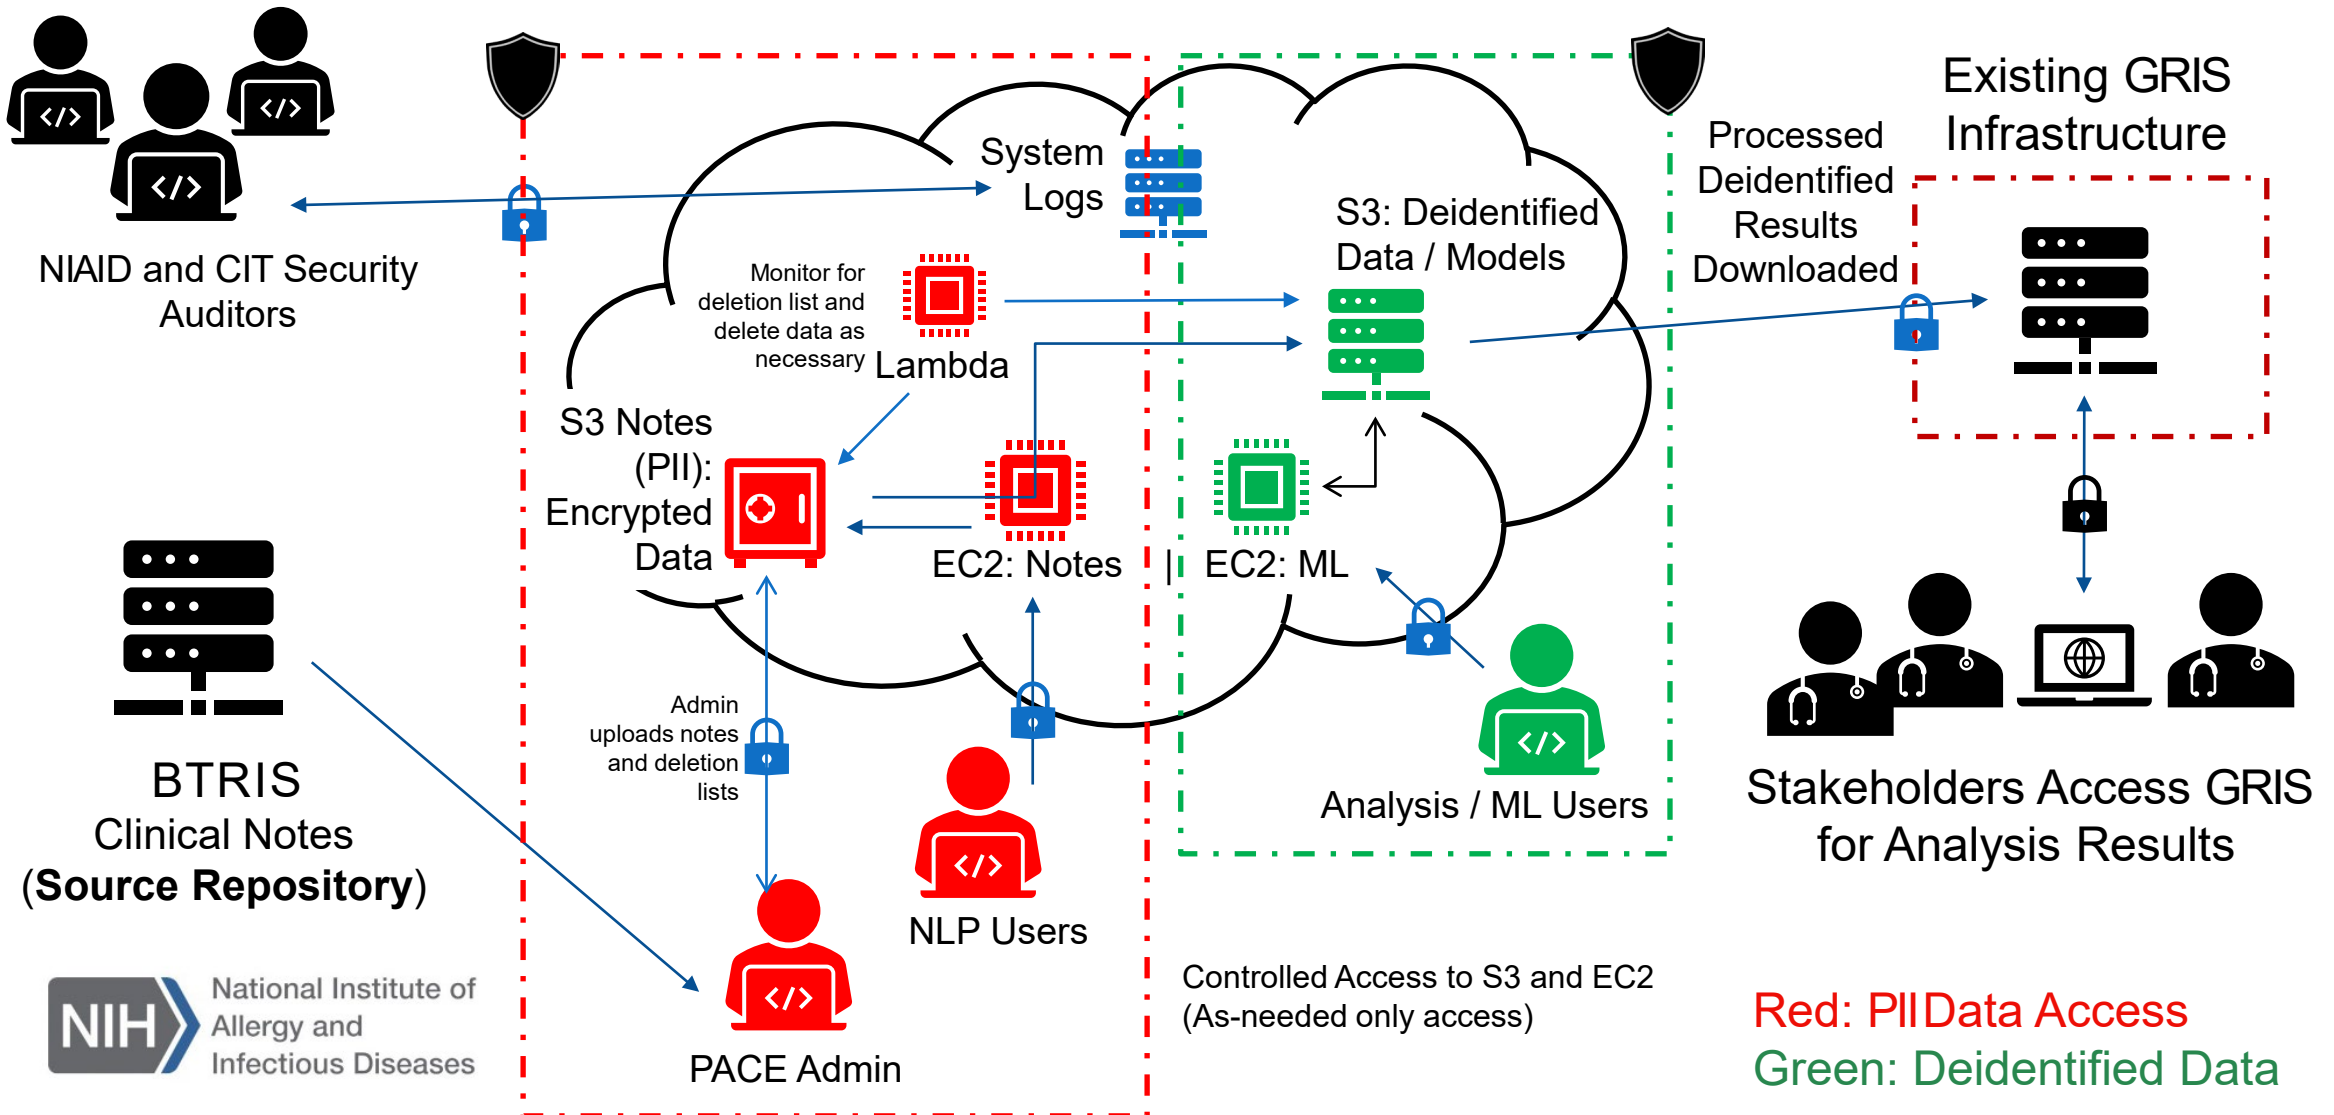 NIAID and CIT Security
Auditors
System
Logs
Monitor for
deletion list and
delete data as
necessary
Lambda
S3: Deidentified
Data / Models
Processed
Deidentified
Results
Downloaded
Existing GRIS
Infrastructure
S3 Notes
(PII):
Encrypted
Data
EC2: Notes | EC2: ML
Admin
uploads notes
and deletion
lists
BTRIS
Clinical Notes
(Source Repository)
NLP Users
Analysis / ML Users
Stakeholders Access GRIS
for Analysis Results
PACE Admin
Controlled Access to S3 and EC2
(As-needed only access)
NIH
National Institute of
Allergy and
Infectious Diseases
Red: PII Data Access
Green: Deidentified Data